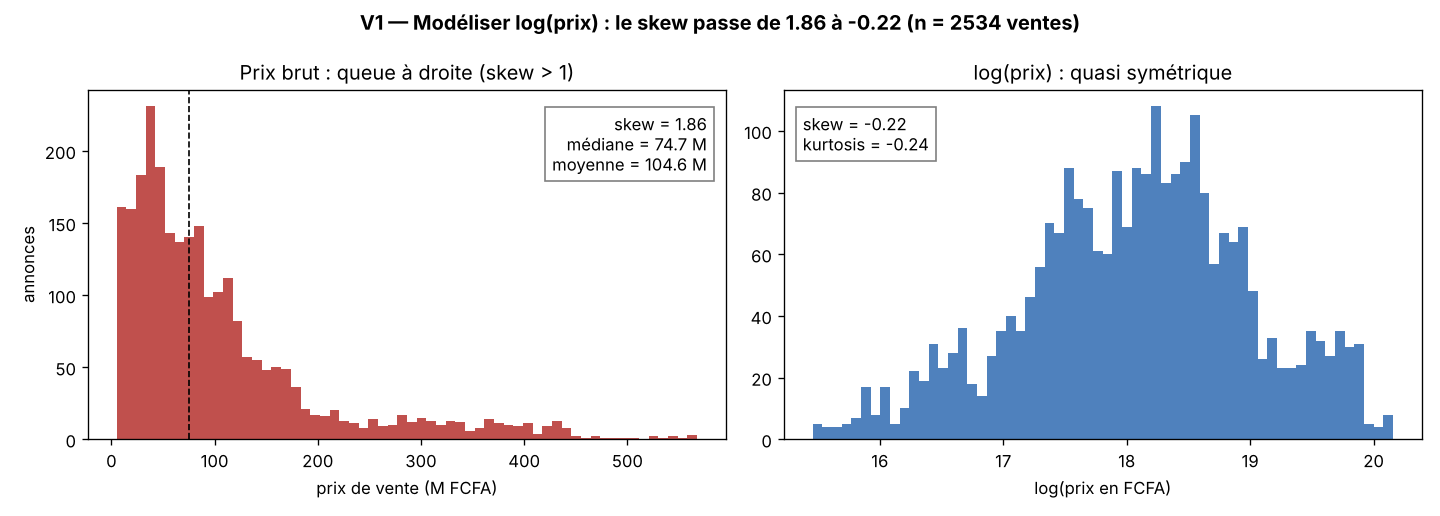 V1 — Modéliser log(prix) : le skew passe de 1.86 à -0.22 (n = 2534 ventes)
Prix brut : queue à droite (skew > 1)
skew = 1.86
médiane = 74.7 M
moyenne = 104.6 M
annonces
200
150
100
50
0
0 100 200 300 400 500
prix de vente (M FCFA)
log(prix) : quasi symétrique
skew = -0.22
kurtosis = -0.24
100
80
60
40
20
0
16 17 18 19 20
log(prix en FCFA)